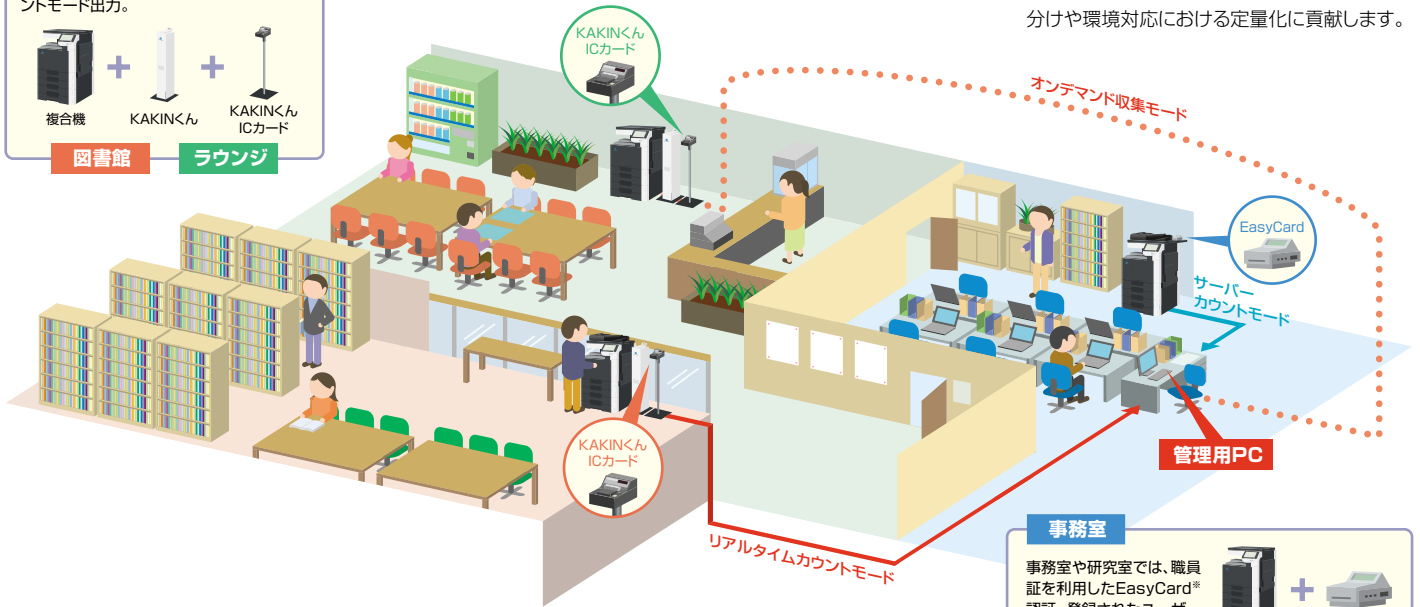 ントモード出力。
複合機
KAKINくん
KAKINくん
ICカード
図書館
ラウンジ
KAKINくん
ICカード
分けや環境対応における定量化に貢献します。
オンデマンド収集モード
EasyCard
サーバー
カウントモード
管理用PC
KAKINくん
ICカード
リアルタイムカウントモード
事務室
事務室や研究室では、職員
証を利用したEasyCard※